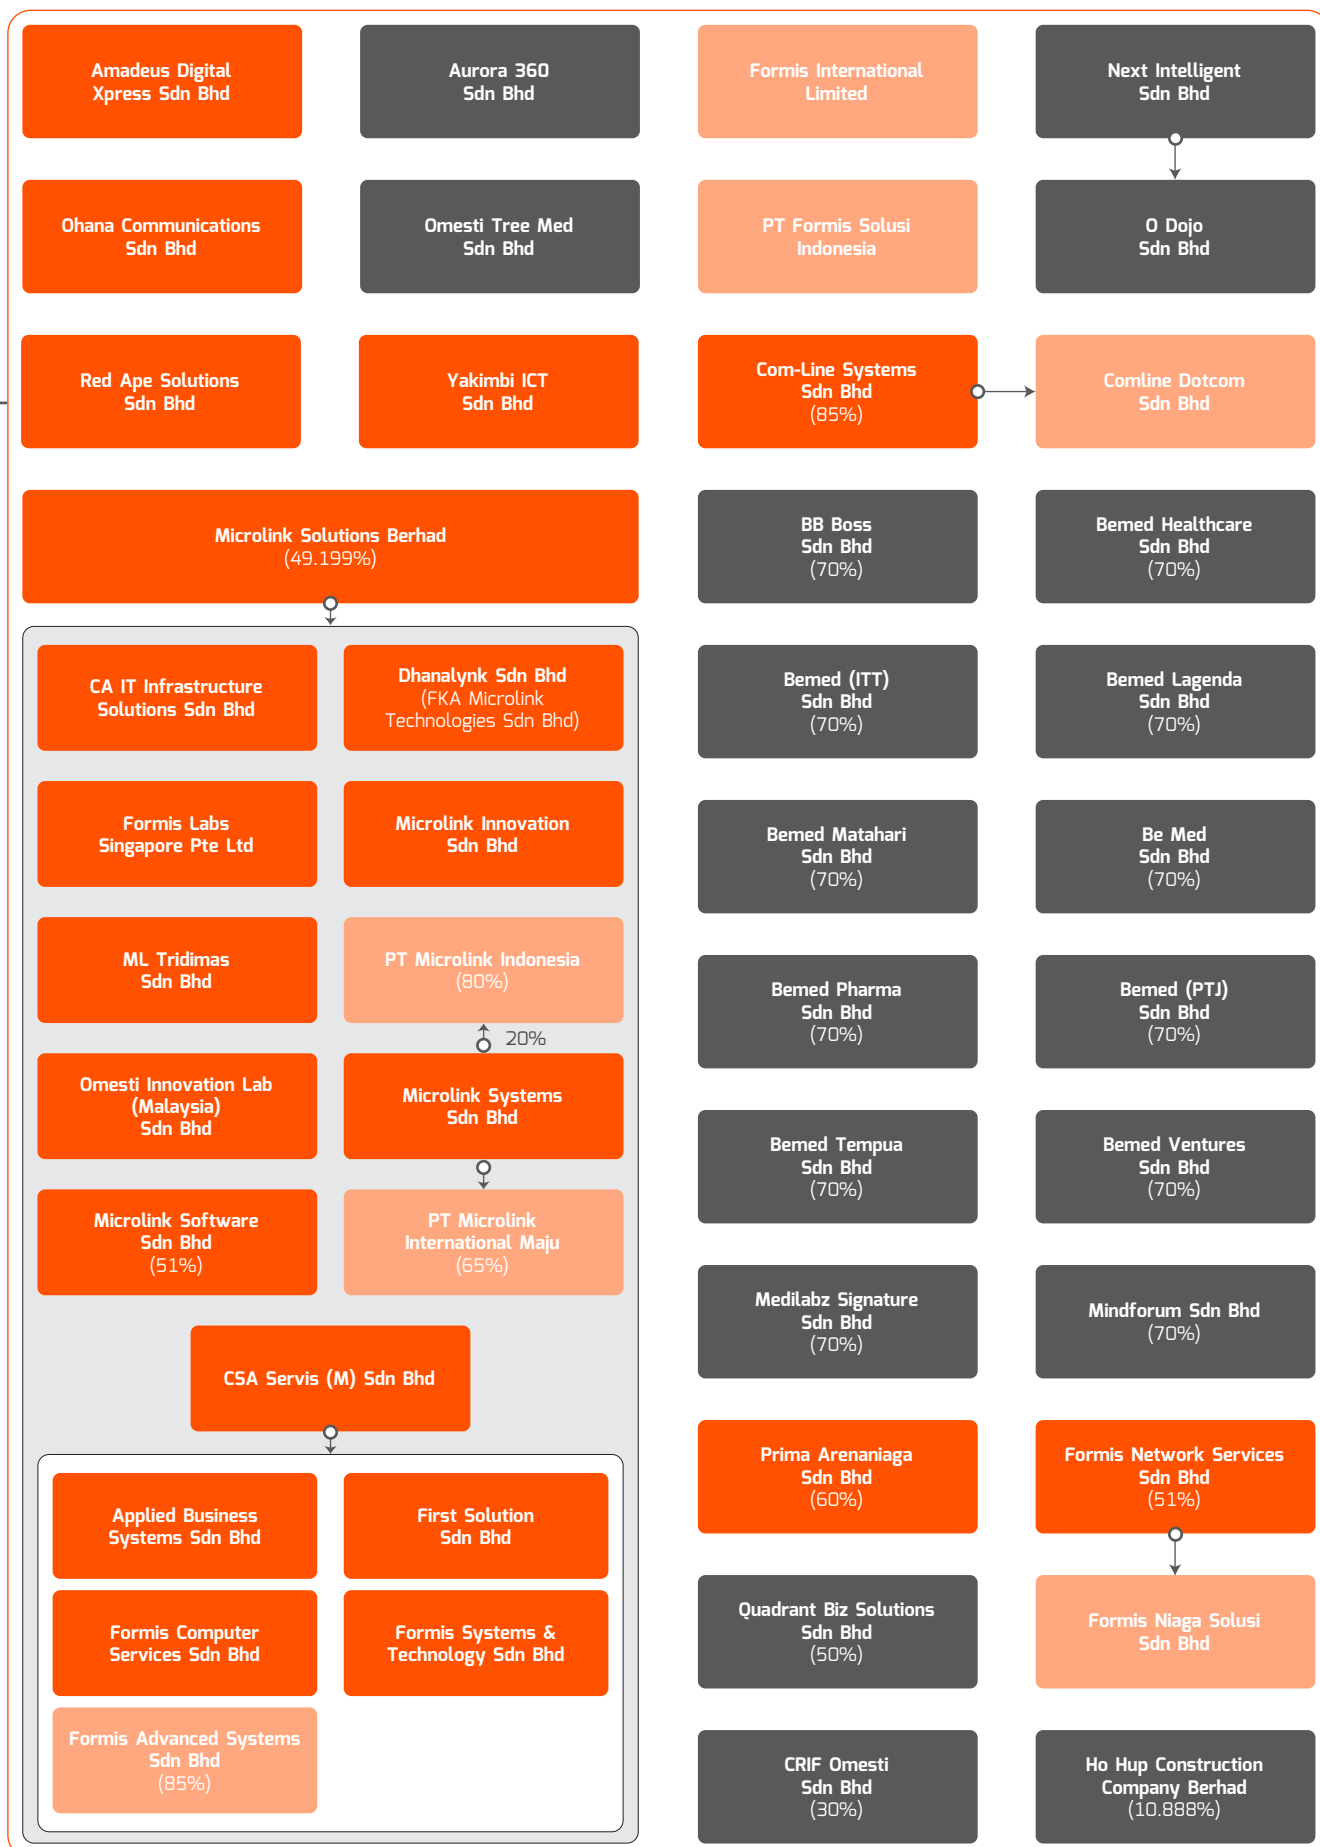 Amadeus Digital
Xpress Sdn Bhd
Aurora 360
Sdn Bhd
Formis International
Limited
Next Intelligent
Sdn Bhd
Ohana Communications
Sdn Bhd
Omesti Tree Med
Sdn Bhd
PT Formis Solusi
Indonesia
O Dojo
Sdn Bhd
Red Ape Solutions
Sdn Bhd
Yakimbi ICT
Sdn Bhd
Com-Line Systems
Sdn Bhd
(85%)
Comline Dotcom
Sdn Bhd
Microlink Solutions Berhad
(49.199%)
CA IT Infrastructure
Solutions Sdn Bhd
Dhanalynk Sdn Bhd
(FKA Microlink
Technologies Sdn Bhd)
Formis Labs
Singapore Pte Ltd
Microlink Innovation
Sdn Bhd
ML Tridimas
Sdn Bhd
PT Microlink Indonesia
(80%)
20%
Omesti Innovation Lab
(Malaysia)
Sdn Bhd
Microlink Systems
Sdn Bhd
Microlink Software
Sdn Bhd
(51%)
PT Microlink
International Maju
(65%)
CSA Servis (M) Sdn Bhd
Applied Business
Systems Sdn Bhd
First Solution
Sdn Bhd
Formis Computer
Services Sdn Bhd
Formis Systems &
Technology Sdn Bhd
Formis Advanced Systems
Sdn Bhd
(85%)
BB Boss
Sdn Bhd
(70%)
Bemed Healthcare
Sdn Bhd
(70%)
Bemed (ITT)
Sdn Bhd
(70%)
Bemed Lagenda
Sdn Bhd
(70%)
Bemed Matahari
Sdn Bhd
(70%)
Be Med
Sdn Bhd
(70%)
Bemed Pharma
Sdn Bhd
(70%)
Bemed (PTJ)
Sdn Bhd
(70%)
Bemed Tempua
Sdn Bhd
(70%)
Bemed Ventures
Sdn Bhd
(70%)
Medilabz Signature
Sdn Bhd
(70%)
Mindforum Sdn Bhd
(70%)
Prima Arenaniaga
Sdn Bhd
(60%)
Formis Network Services
Sdn Bhd
(51%)
Quadrant Biz Solutions
Sdn Bhd
(50%)
Formis Niaga Solusi
Sdn Bhd
CRIF Omesti
Sdn Bhd
(30%)
Ho Hup Construction
Company Berhad
(10.888%)